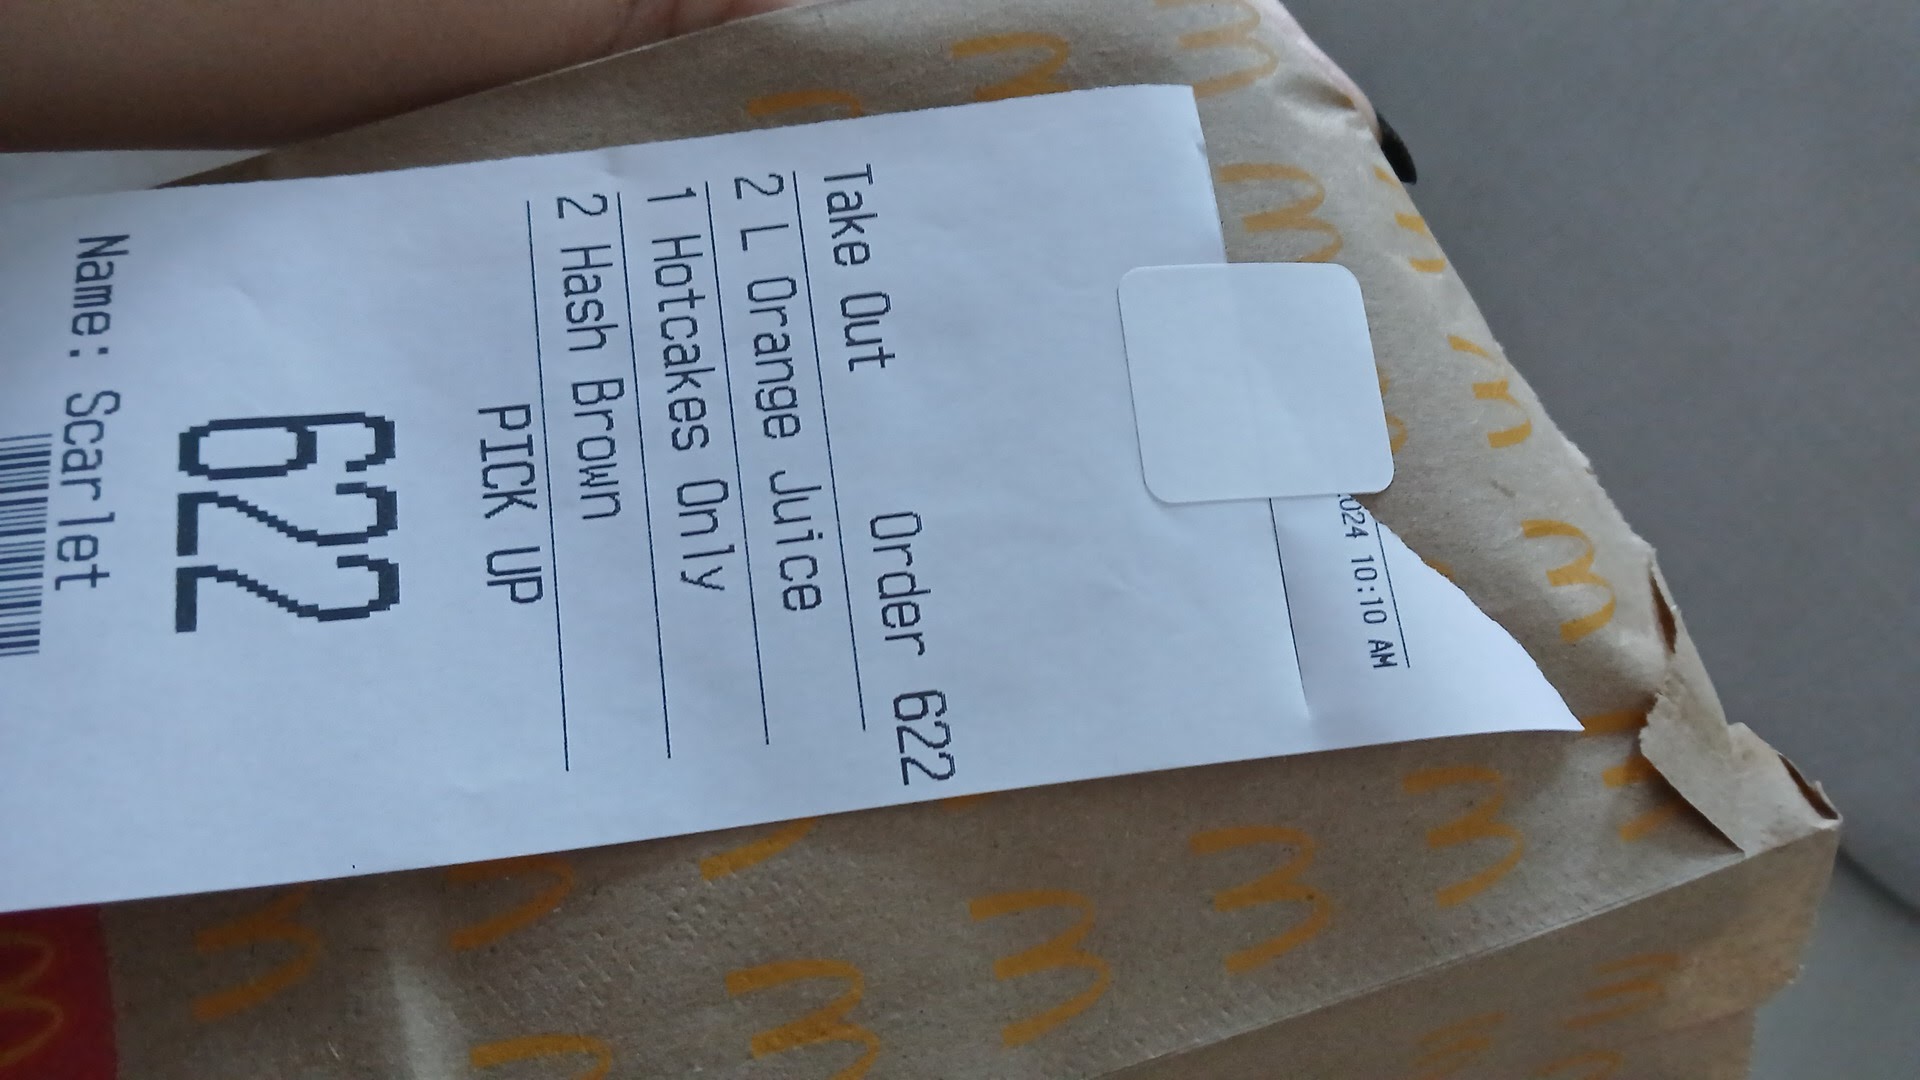 024 10:10 AM
Take Out Order 622
2 L Orange Juice
1 Hotcakes Only
2 Hash Brown
PICK UP
622
Name: Scarlet